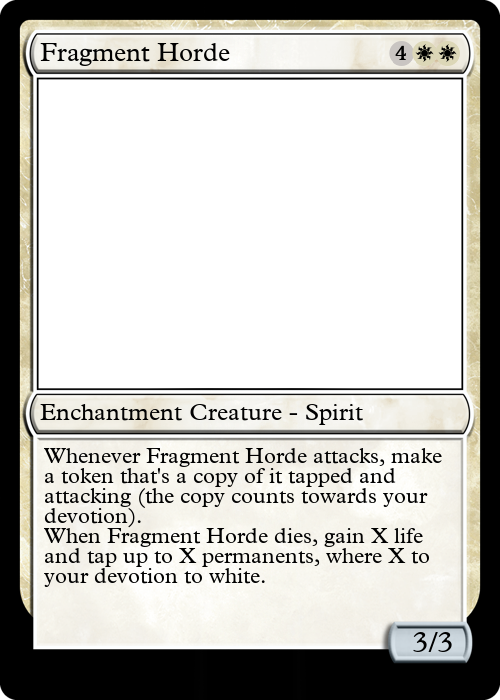 Fragment Horde 4
Enchantment Creature - Spirit
Whenever Fragment Horde attacks, make
a token that's a copy of it tapped and
attacking (the copy counts towards your
devotion).
When Fragment Horde dies, gain X life
and tap up to X permanents, where X to
your devotion to white.
3/3